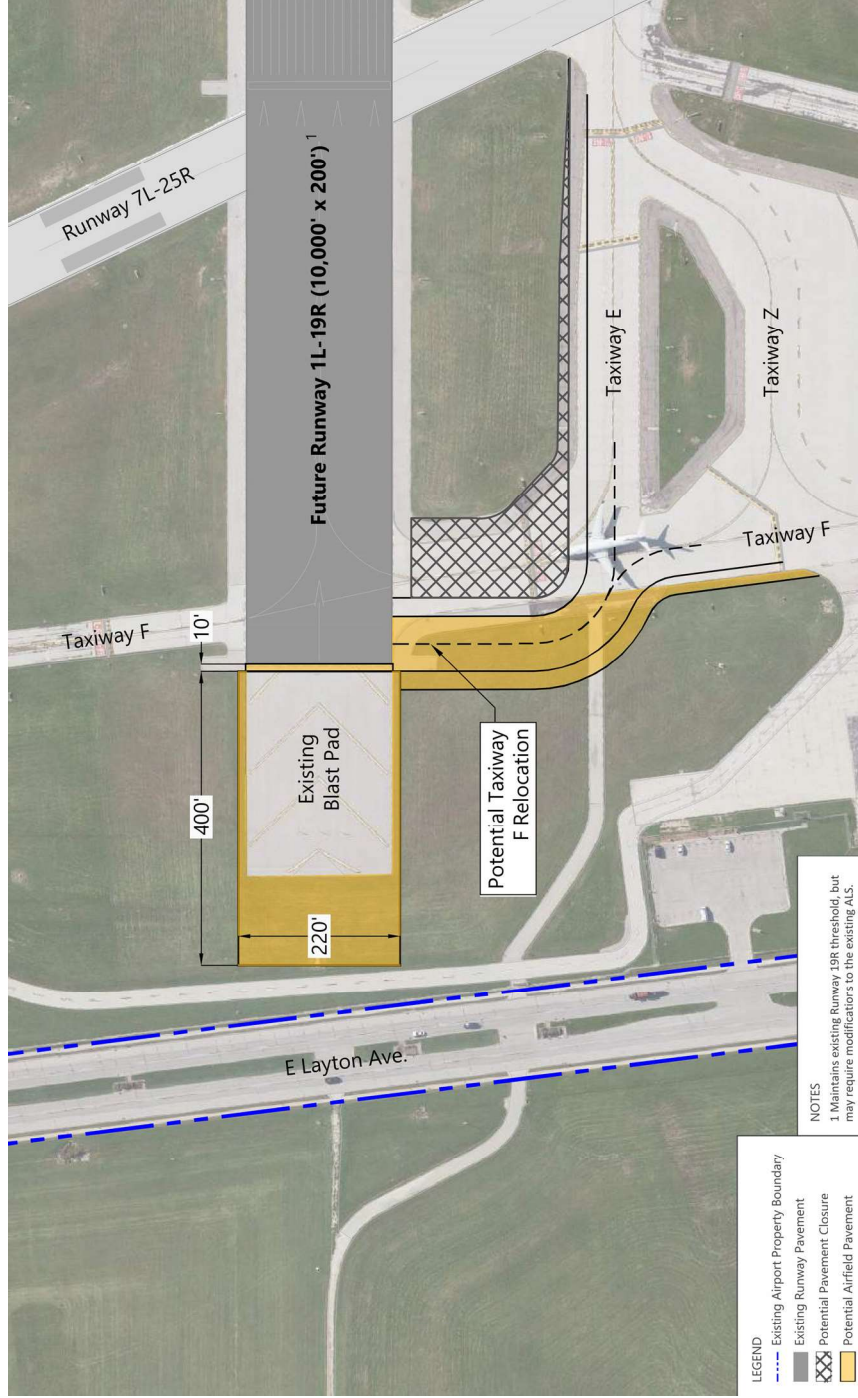 Runway 7L-25R
Future Runway 1L-19R (10,000' x 200') 1
Taxiway F
10'
400'
Existing
Blast Pad
220'
Taxiway E
Taxiway Z
Taxiway F
Potential Taxiway
F Relocation
E Layton Ave.
LEGEND
Existing Airport Property Boundary
Existing Runway Pavement
Potential Pavement Closure
Potential Airfield Pavement
NOTES
1 Maintains existing Runway 19R threshold, but
may require modifications to the existing ALS.